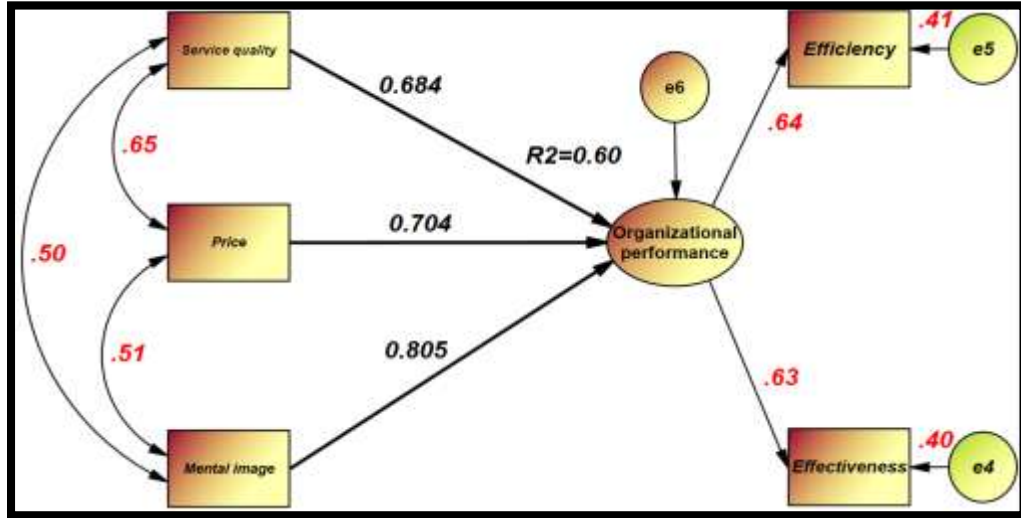 Service quality
.41
Efficiency
e5
0.684
e6
.64
.65
R2=0.60
Price
0.704
Organizational
performance
.50
.51
0.805
.63
Mental image
.40
Effectiveness
e4